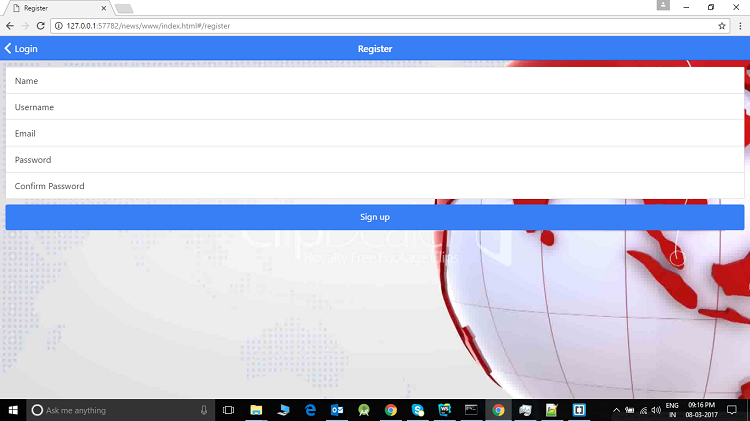 Register
127.0.0.1:57782/news/www/index.html#/register
Login
Register
Name
Username
Email
Password
Confirm Password
Sign up
Royalty Free Footage Clips
Ask me anything
ENG
09:16 PM
IN
08-03-2017